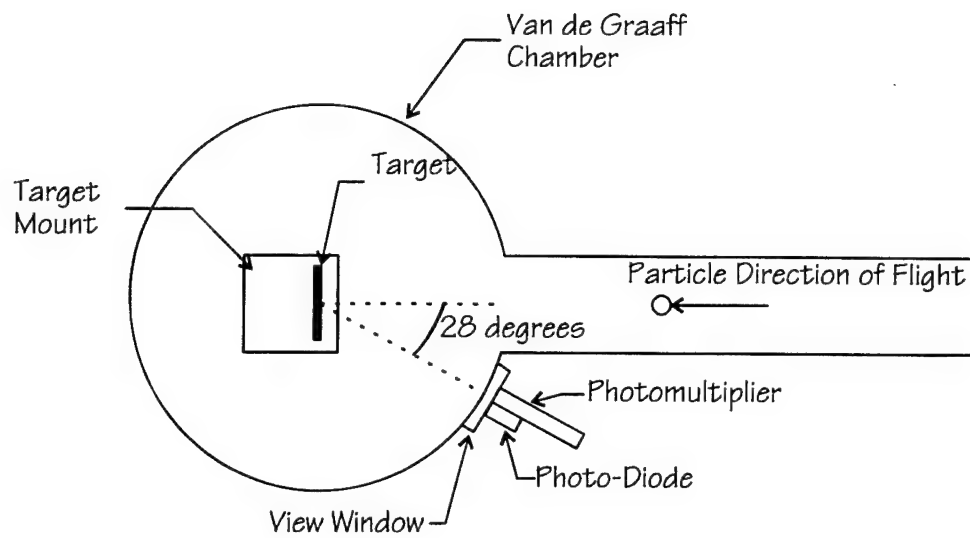 Van de Graaff
Chamber
Target
Target
Mount
Particle Direction of Flight
28 degrees
Photomultiplier
Photo-Diode
View Window